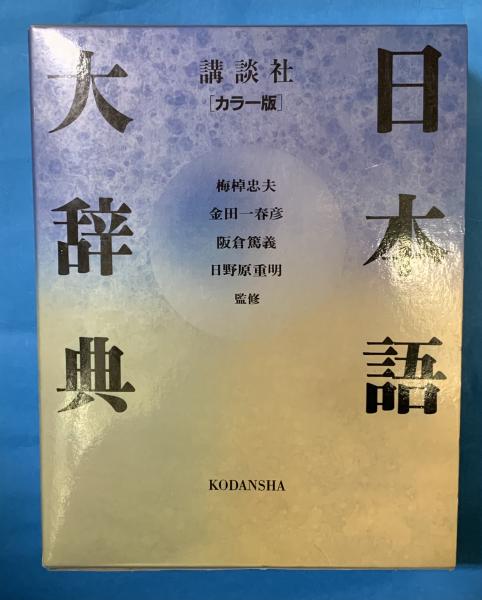 日本語
大辞典
講談社
[カラー版]
梅棹忠夫
金田一春彦
阪倉篤義
日野原重明
監修
KODANSHA